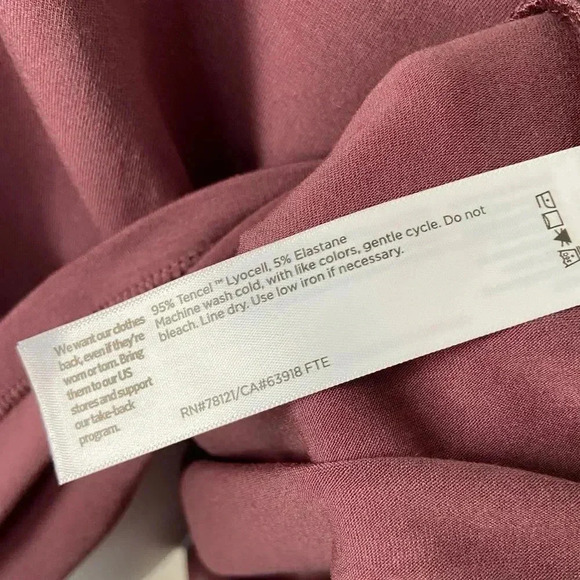 We want our clothes
back, even if they're
worn or torn. Bring
them to our US
stores and support
our take-back
program.
95% Tencel™ Lyocell, 5% Elastane
Machine wash cold, with like colors, gentle cycle. Do not
bleach. Line dry. Use low iron if necessary.
RN#78121/CA#63918 FTE